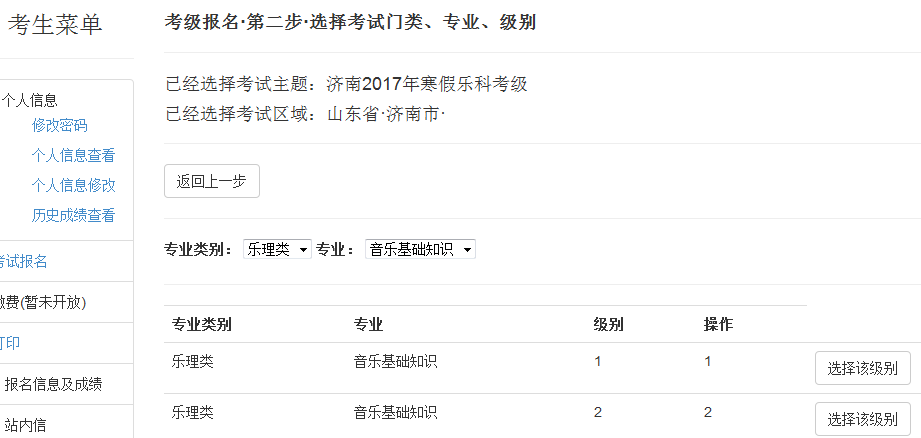 考生菜单
个人信息
修改密码
个人信息查看
个人信息修改
历史成绩查看
考试报名
缴费(暂未开放)
打印
报名信息及成绩
站内信
考级报名·第二步·选择考试门类、专业、级别
已经选择考试主题：济南2017年寒假乐科考级
已经选择考试区域：山东省·济南市·
返回上一步
专业类别： 乐理类 专业： 音乐基础知识
专业类别 专业 级别 操作
乐理类 音乐基础知识 1 1 选择该级别
乐理类 音乐基础知识 2 2 选择该级别